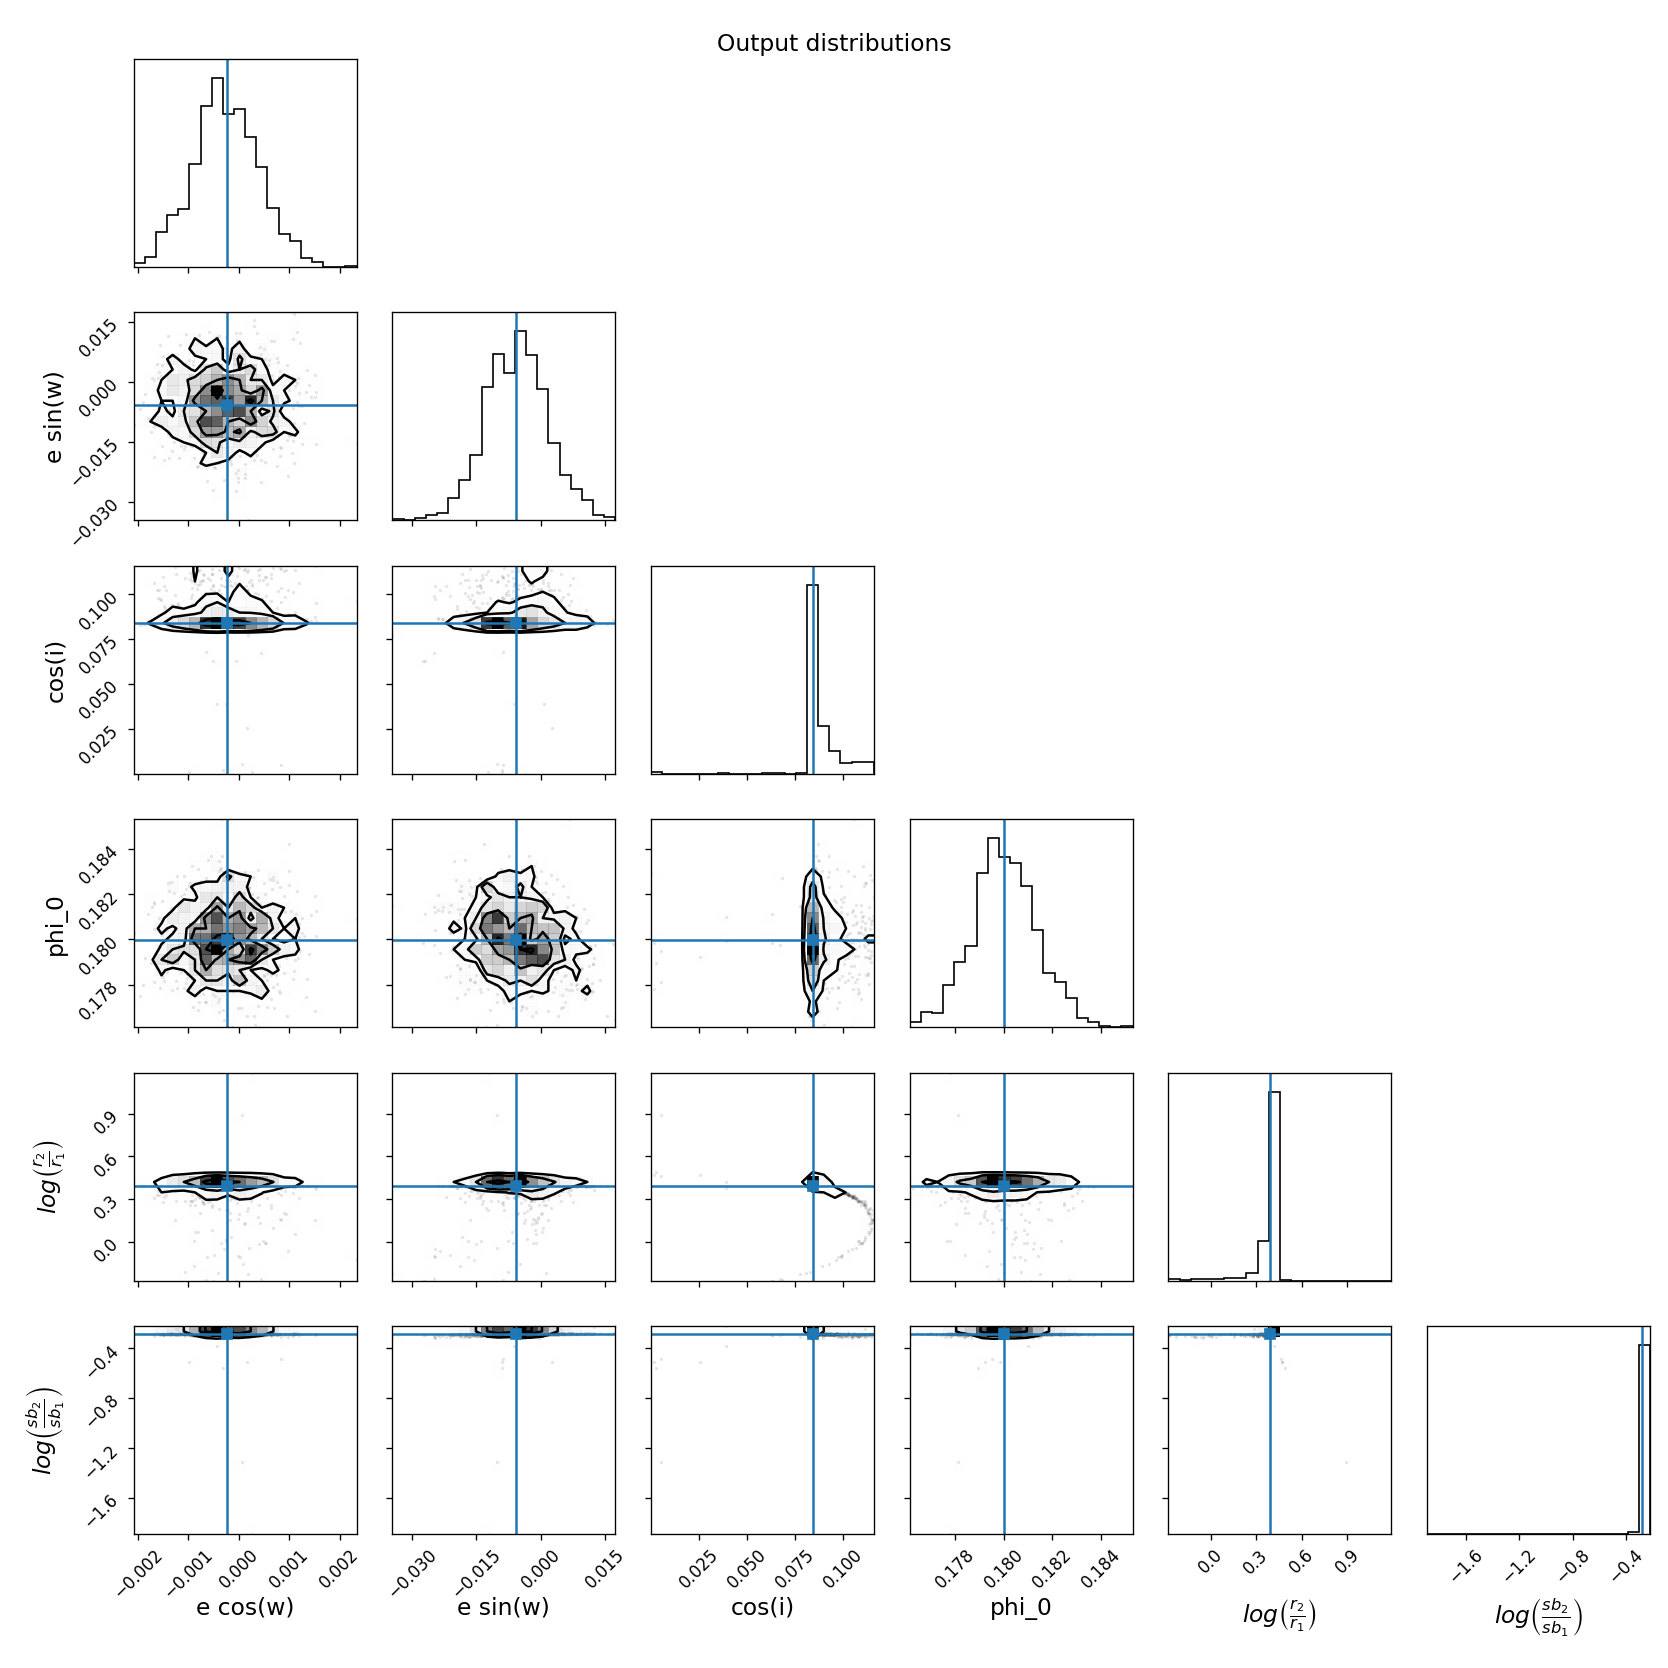 Output distributions
e sin(w)
0.015
0.000
−0.015
−0.030
cos(i)
0.100
0.075
0.050
0.025
phi_0
0.184
0.182
0.180
0.178
log(r2/r1)
0.9
0.6
0.3
0.0
log(sb2/sb1)
−0.4
−0.8
−1.2
−1.6
−0.002 −0.001 0.000 0.001 0.002 −0.030 −0.015 0.000 0.015 0.025 0.050 0.075 0.100 0.178 0.180 0.182 0.184 0.0 0.3 0.6 0.9 −1.6 −1.2 −0.8 −0.4
e cos(w) e sin(w) cos(i) phi_0 log(r2/r1) log(sb2/sb1)